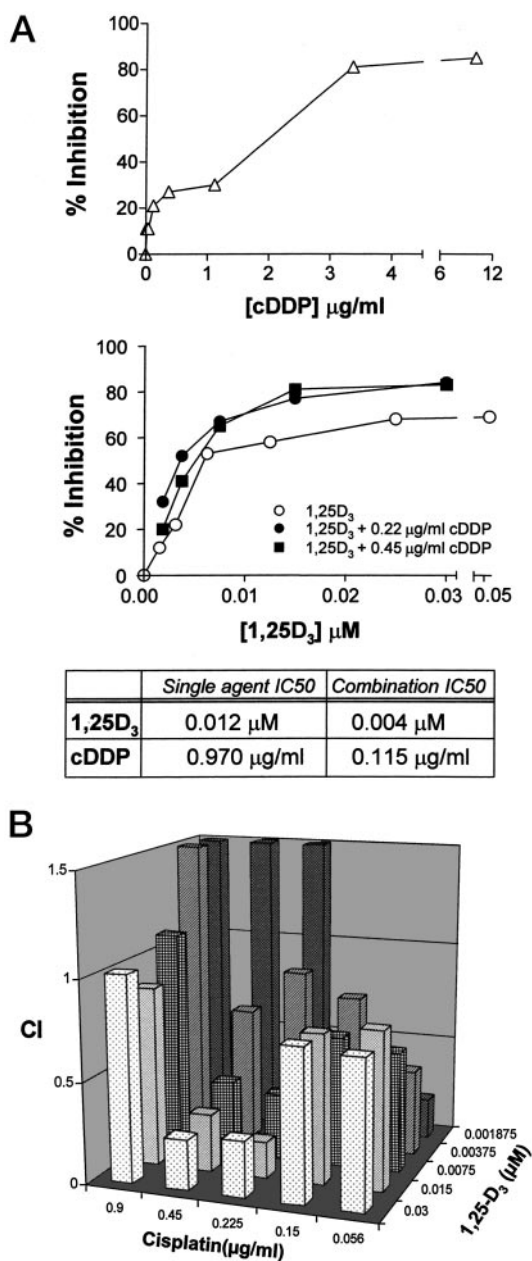 A
100
80
60
40
20
0
% Inhibition
0 1 2 3 4 6 12
[cDDP] µg/ml
100
80
60
40
20
0
% Inhibition
1,25D3
1,25D3 + 0.22 µg/ml cDDP
1,25D3 + 0.45 µg/ml cDDP
0.00 0.01 0.02 0.03 0.05
[1,25D3] µM
Single agent IC50 Combination IC50
1,25D3 0.012 µM 0.004 µM
cDDP 0.970 µg/ml 0.115 µg/ml
B
1.5
1
0.5
0
CI
0.9 0.45 0.225 0.15 0.056
Cisplatin(µg/ml)
0.001875
0.00375
0.0075
0.015
0.03
1,25-D3 (µM)